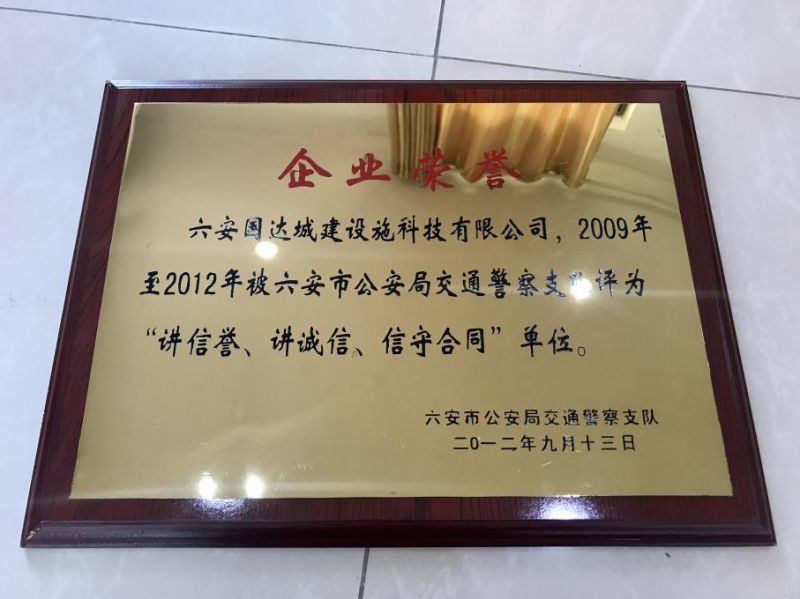 企业荣誉
六安国达城建设施科技有限公司，2009年
至2012年被六安市公安局交通警察支队评为
“讲信誉、讲诚信、信守合同”单位。
六安市公安局交通警察支队
二0一二年九月十三日